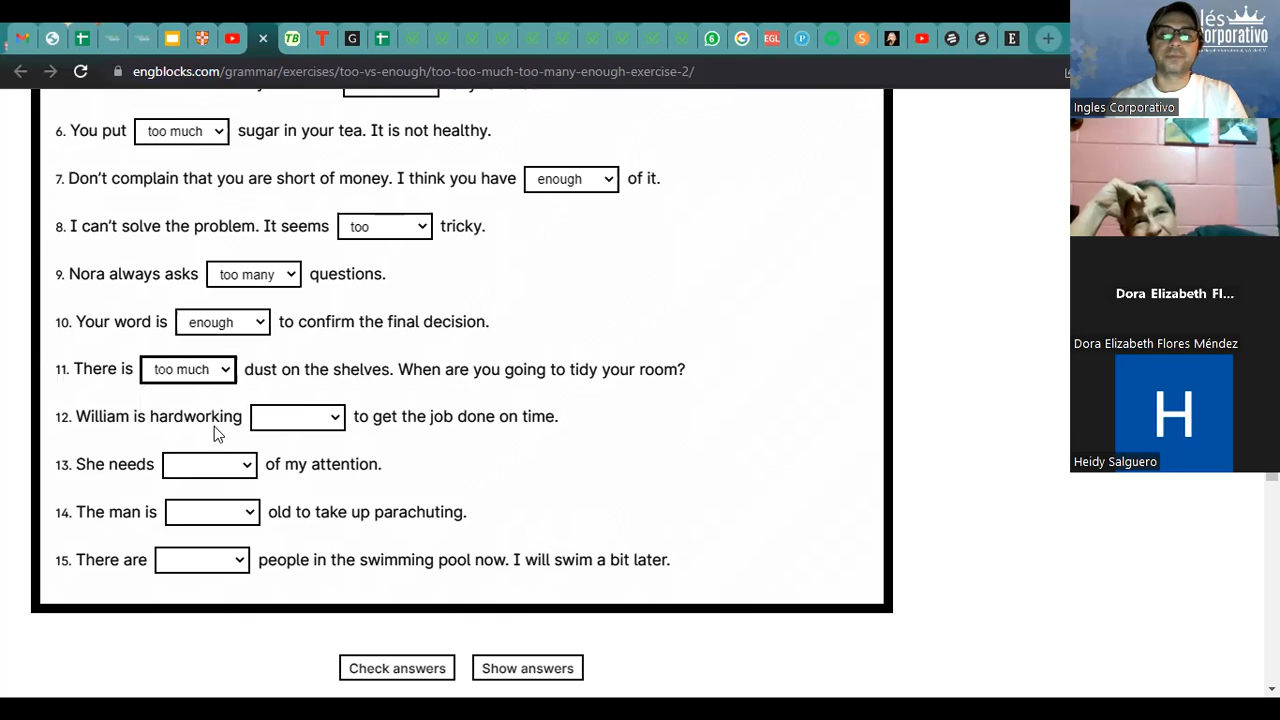 engblocks.com/grammar/exercises/too-vs-enough/too-too-much-too-many-enough-exercise-2/
6. You put too much sugar in your tea. It is not healthy.
7. Don't complain that you are short of money. I think you have enough of it.
8. I can't solve the problem. It seems too tricky.
9. Nora always asks too many questions.
10. Your word is enough to confirm the final decision.
11. There is too much dust on the shelves. When are you going to tidy your room?
12. William is hardworking to get the job done on time.
13. She needs of my attention.
14. The man is old to take up parachuting.
15. There are people in the swimming pool now. I will swim a bit later.
Check answers Show answers
Ingles Corporativo
Dora Elizabeth Fl...
Dora Elizabeth Flores Méndez
H
Heidy Salguero